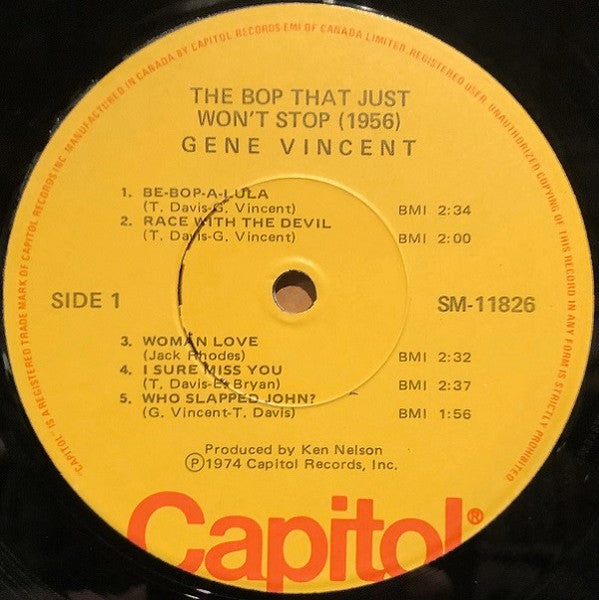 MANUFACTURED IN CANADA BY CAPITOL RECORDS EMI OF CANADA LIMITED. REGISTERED USER. UNAUTHORIZED COPYING OF THIS RECORD IN ANY FORM IS STRICTLY PROHIBITED
"CAPITOL" IS A REGISTERED TRADE MARK OF CAPITOL RECORDS INC.
THE BOP THAT JUST
WON'T STOP (1956)
GENE VINCENT
1. BE-BOP-A-LULA
(T. Davis-G. Vincent) BMI 2:34
2. RACE WITH THE DEVIL
(T. Davis-G. Vincent) BMI 2:00
SIDE 1 SM-11826
3. WOMAN LOVE
(Jack Rhodes) BMI 2:32
4. I SURE MISS YOU
(T. Davis-E. Bryan) BMI 2:37
5. WHO SLAPPED JOHN?
(G. Vincent-T. Davis) BMI 1:56
Produced by Ken Nelson
Ⓟ1974 Capitol Records, Inc.
Capitol®